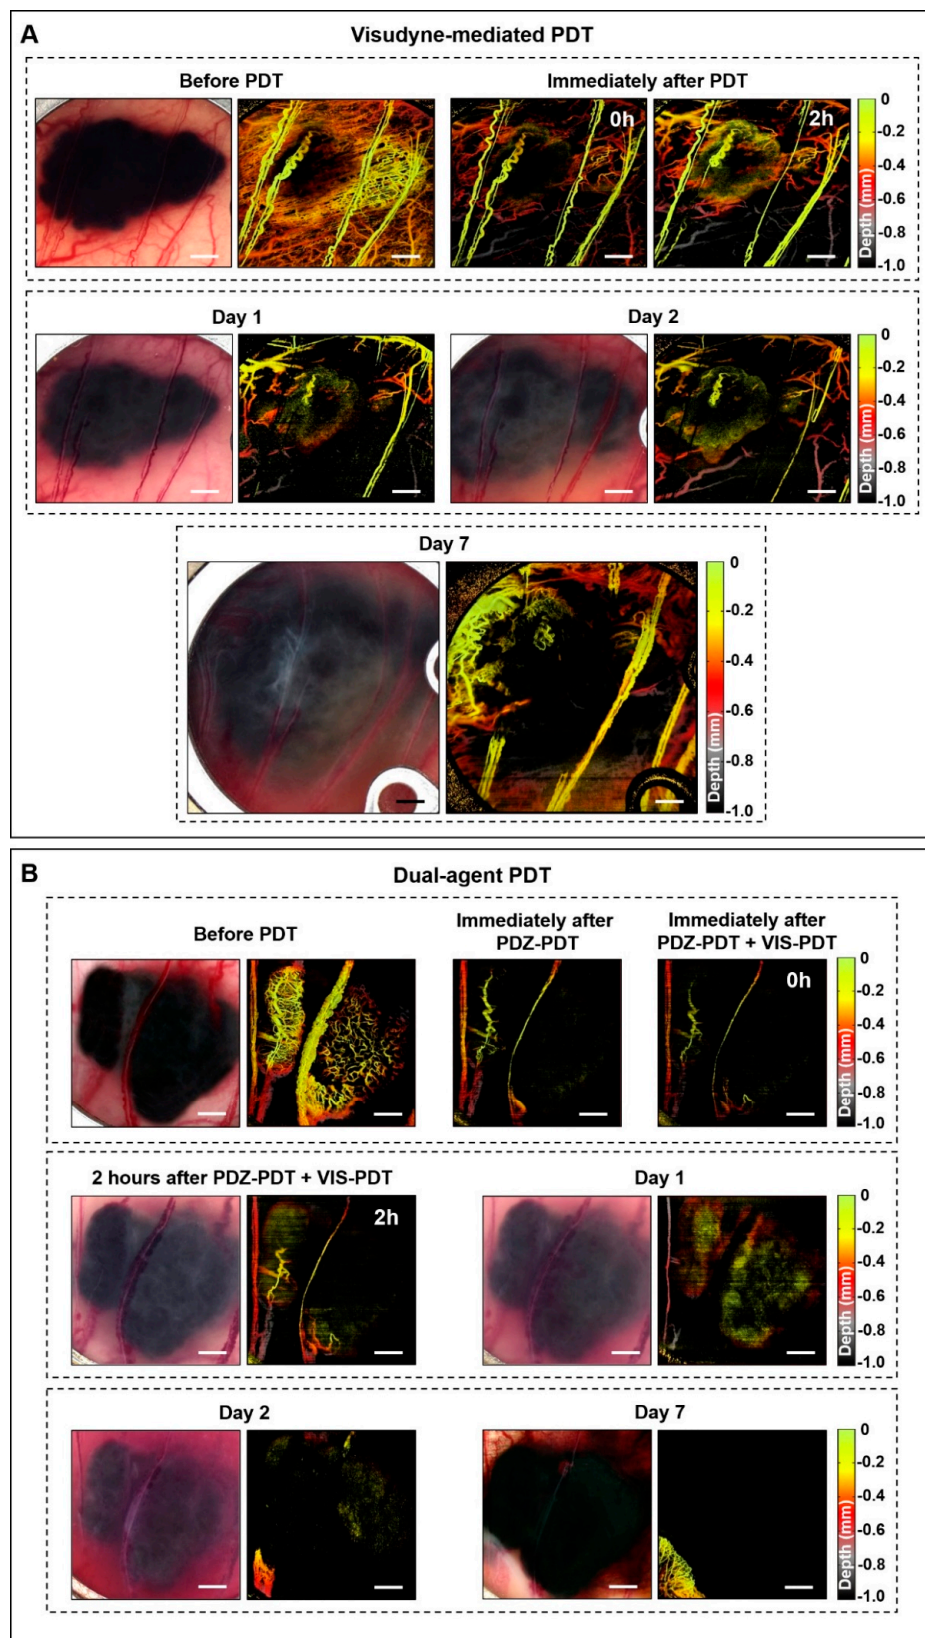 A
Visudyne-mediated PDT
Before PDT
Immediately after PDT
0h
2h
0
-0.2
-0.4
-0.6
-0.8
-1.0
Depth (mm)
Day 1
Day 2
0
-0.2
-0.4
-0.6
-0.8
-1.0
Depth (mm)
Day 7
0
-0.2
-0.4
-0.6
-0.8
-1.0
Depth (mm)
B
Dual-agent PDT
Before PDT
Immediately after
PDZ-PDT
Immediately after
PDZ-PDT + VIS-PDT
0h
0
-0.2
-0.4
-0.6
-0.8
-1.0
Depth (mm)
2 hours after PDZ-PDT + VIS-PDT
Day 1
2h
0
-0.2
-0.4
-0.6
-0.8
-1.0
Depth (mm)
Day 2
Day 7
0
-0.2
-0.4
-0.6
-0.8
-1.0
Depth (mm)